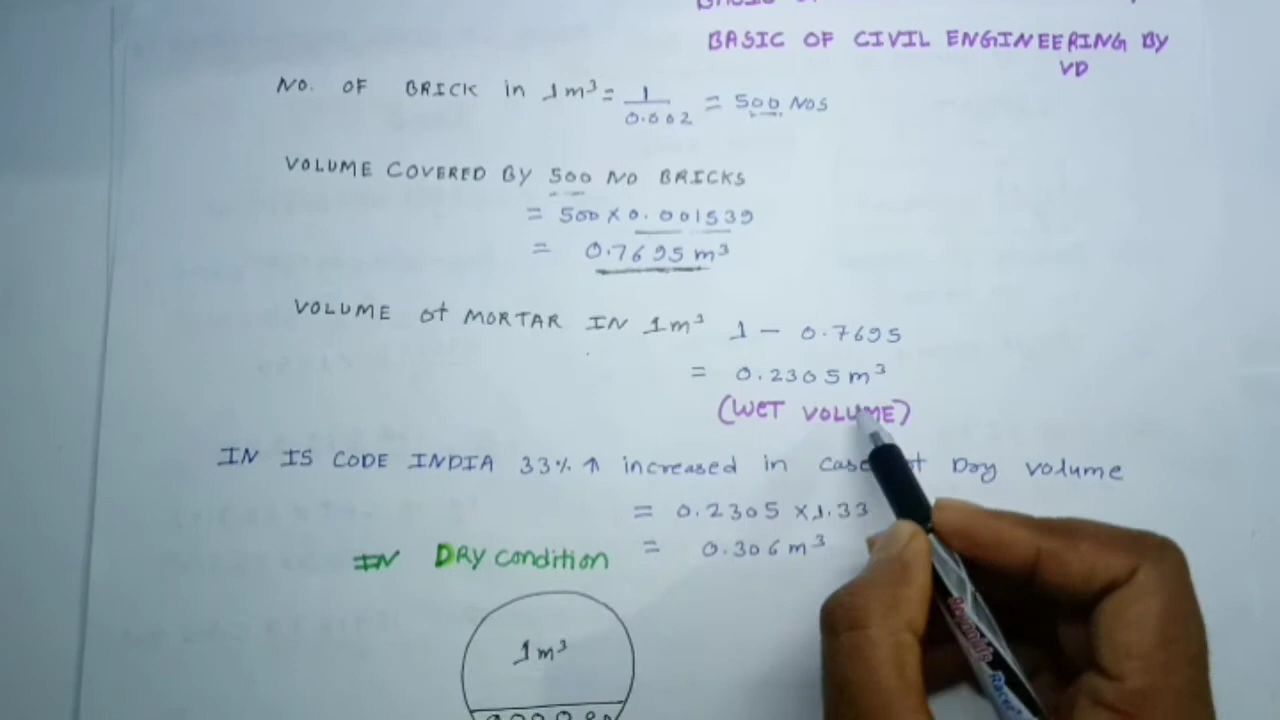 BASIC OF CIVIL ENGINEERING BY
VD
NO. OF BRICK in 1m³ = 1/0.002 = 500 NOS
VOLUME COVERED BY 500 NO BRICKS
= 500 × 0.001539
= 0.7695 m³
VOLUME of MORTAR IN 1m³ 1 - 0.7695
= 0.2305 m³
(WET VOLUME)
IN IS CODE INDIA 33% ↑ increased in case of Dry volume
= 0.2305 × 1.33
= 0.306 m³
IN DRY condition
1m³
Reynolds
Racer